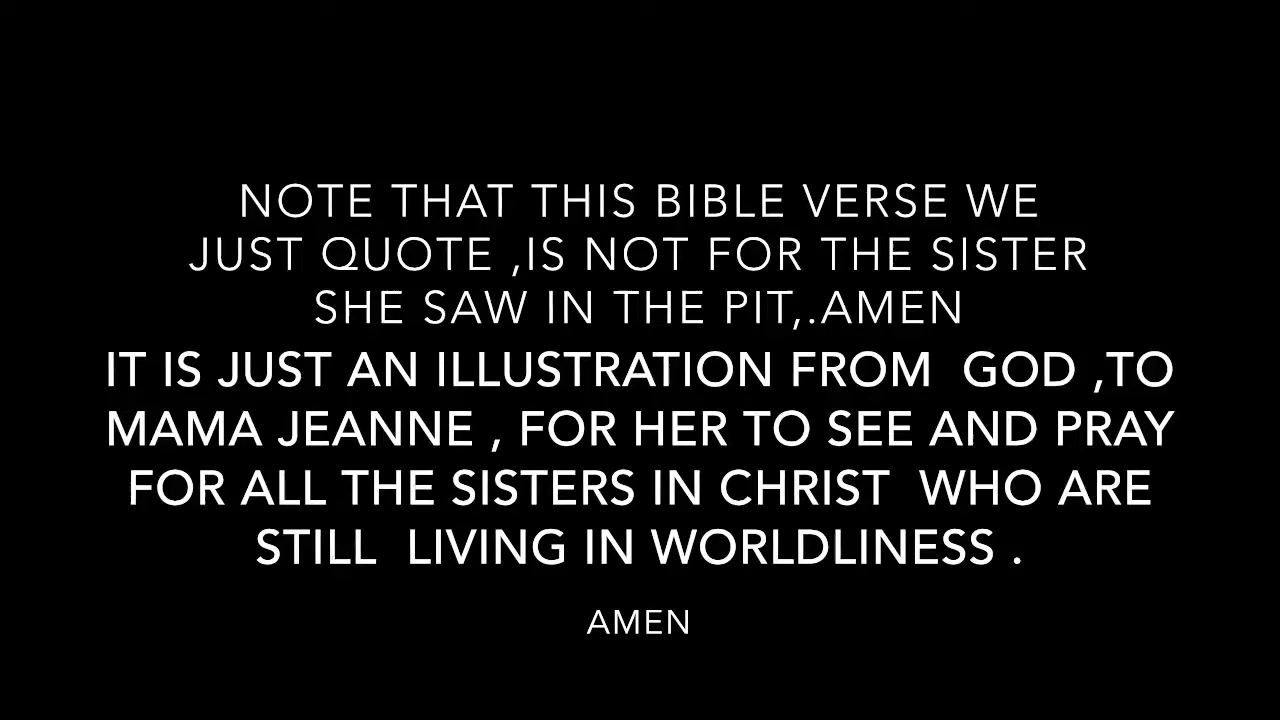 NOTE THAT THIS BIBLE VERSE WE
JUST QUOTE ,IS NOT FOR THE SISTER
SHE SAW IN THE PIT,.AMEN
IT IS JUST AN ILLUSTRATION FROM  GOD ,TO
MAMA JEANNE , FOR HER TO SEE AND PRAY
FOR ALL THE SISTERS IN CHRIST  WHO ARE
STILL  LIVING IN WORLDLINESS .
AMEN